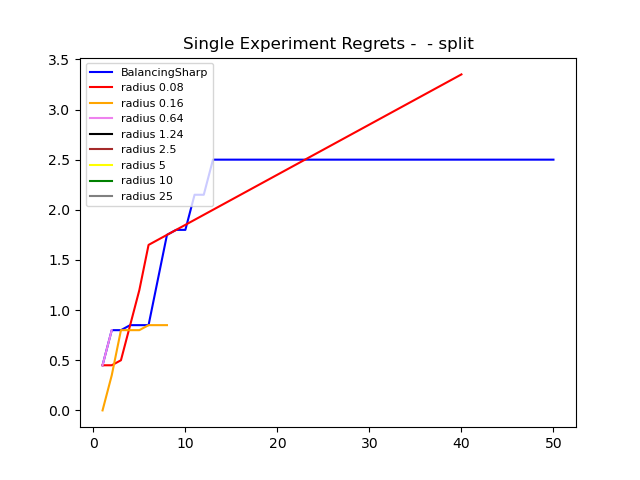 Single Experiment Regrets -  - split
3.5
3.0
2.5
2.0
1.5
1.0
0.5
0.0
BalancingSharp
radius 0.08
radius 0.16
radius 0.64
radius 1.24
radius 2.5
radius 5
radius 10
radius 25
0 10 20 30 40 50